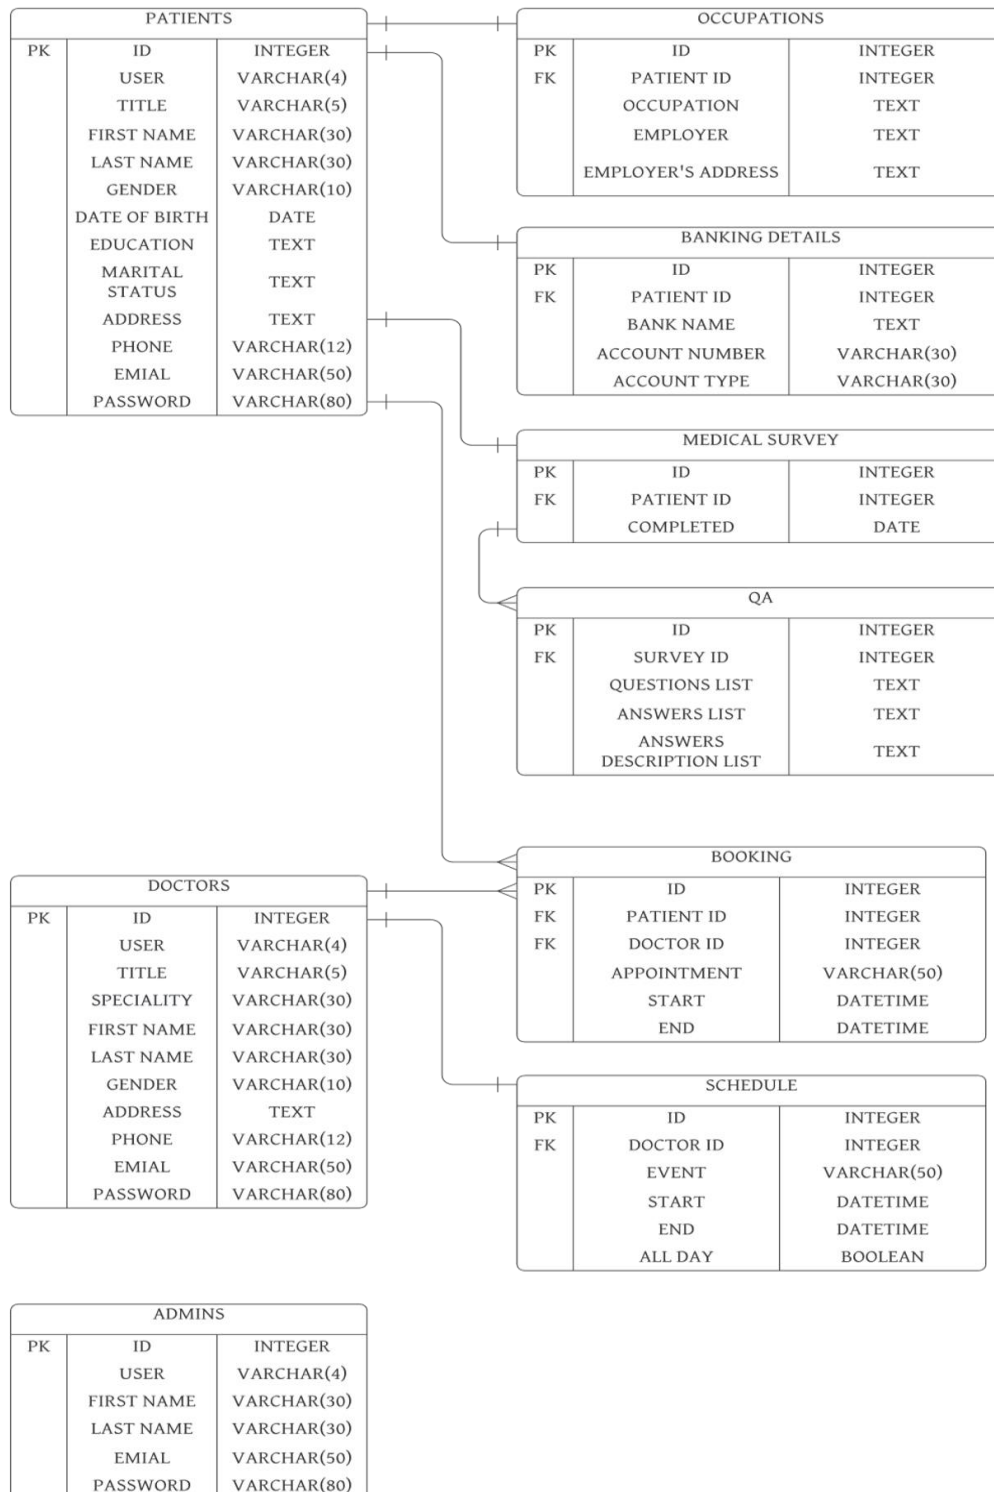 PATIENTS
PK ID INTEGER
USER VARCHAR(4)
TITLE VARCHAR(5)
FIRST NAME VARCHAR(30)
LAST NAME VARCHAR(30)
GENDER VARCHAR(10)
DATE OF BIRTH DATE
EDUCATION TEXT
MARITAL
STATUS TEXT
ADDRESS TEXT
PHONE VARCHAR(12)
EMIAL VARCHAR(50)
PASSWORD VARCHAR(80)
OCCUPATIONS
PK ID INTEGER
FK PATIENT ID INTEGER
OCCUPATION TEXT
EMPLOYER TEXT
EMPLOYER'S ADDRESS TEXT
BANKING DETAILS
PK ID INTEGER
FK PATIENT ID INTEGER
BANK NAME TEXT
ACCOUNT NUMBER VARCHAR(30)
ACCOUNT TYPE VARCHAR(30)
MEDICAL SURVEY
PK ID INTEGER
FK PATIENT ID INTEGER
COMPLETED DATE
QA
PK ID INTEGER
FK SURVEY ID INTEGER
QUESTIONS LIST TEXT
ANSWERS LIST TEXT
ANSWERS
DESCRIPTION LIST TEXT
BOOKING
PK ID INTEGER
FK PATIENT ID INTEGER
FK DOCTOR ID INTEGER
APPOINTMENT VARCHAR(50)
START DATETIME
END DATETIME
DOCTORS
PK ID INTEGER
USER VARCHAR(4)
TITLE VARCHAR(5)
SPECIALITY VARCHAR(30)
FIRST NAME VARCHAR(30)
LAST NAME VARCHAR(30)
GENDER VARCHAR(10)
ADDRESS TEXT
PHONE VARCHAR(12)
EMIAL VARCHAR(50)
PASSWORD VARCHAR(80)
SCHEDULE
PK ID INTEGER
FK DOCTOR ID INTEGER
EVENT VARCHAR(50)
START DATETIME
END DATETIME
ALL DAY BOOLEAN
ADMINS
PK ID INTEGER
USER VARCHAR(4)
FIRST NAME VARCHAR(30)
LAST NAME VARCHAR(30)
EMIAL VARCHAR(50)
PASSWORD VARCHAR(80)